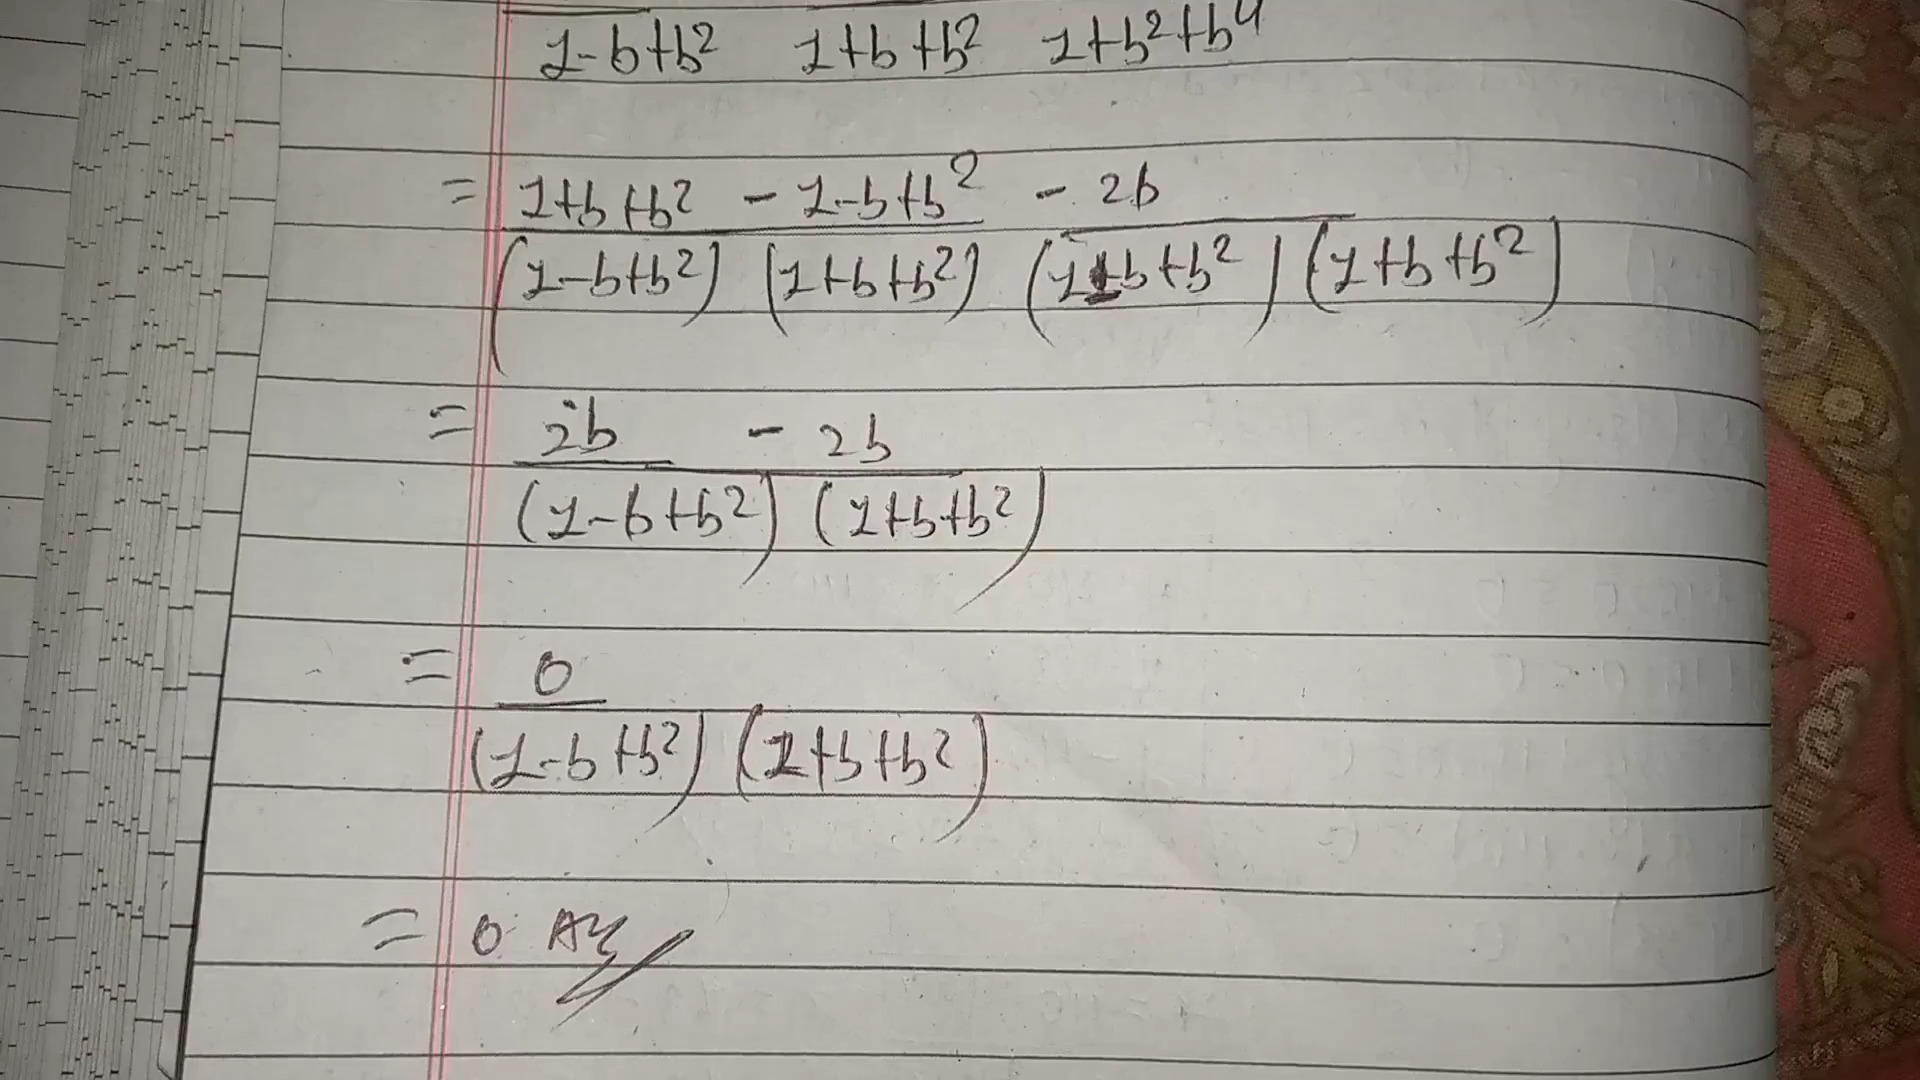 1-b+b² 1+b+b² 1+b²+b⁴
= 1+b+b² - 1-b+b² - 2b
(1-b+b²) (1+b+b²) (1+b+b²) (1+b+b²)
= 2b - 2b
(1-b+b²) (1+b+b²)
= 0
(1-b+b²) (1+b+b²)
= 0